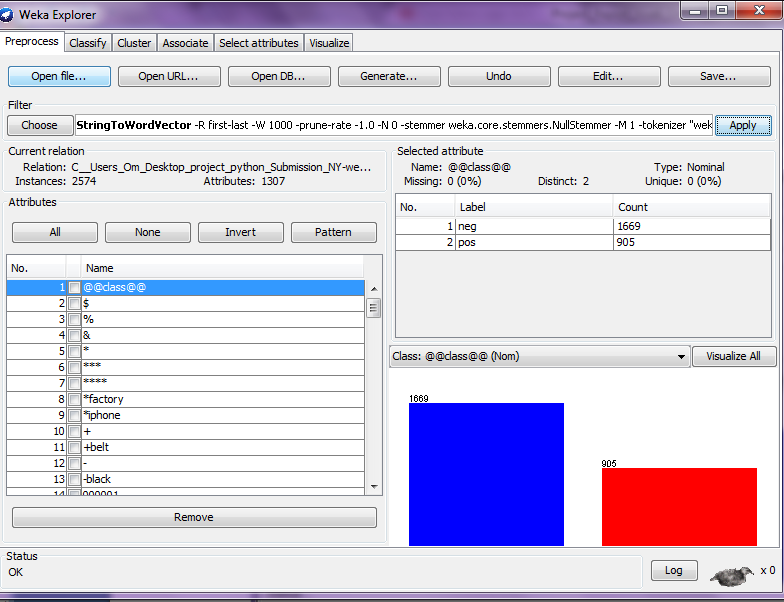 Weka Explorer
Preprocess Classify Cluster Associate Select attributes Visualize
Open file... Open URL... Open DB... Generate... Undo Edit... Save...
Filter
Choose StringToWordVector -R first-last -W 1000 -prune-rate -1.0 -N 0 -stemmer weka.core.stemmers.NullStemmer -M 1 -tokenizer "wek Apply
Current relation
Relation: C__Users_Om_Desktop_project_python_Submission_NY-we...
Instances: 2574 Attributes: 1307
Attributes
All None Invert Pattern
No. Name
1 @@class@@
2 $
3 %
4 &
5 *
6 ***
7 ****
8 *factory
9 *iphone
10 +
11 +belt
12 -
13 -black
14 000001
Remove
Selected attribute
Name: @@class@@ Type: Nominal
Missing: 0 (0%) Distinct: 2 Unique: 0 (0%)
No. Label Count
1 neg 1669
2 pos 905
Class: @@class@@ (Nom) Visualize All
1669
905
Status
OK
Log x 0